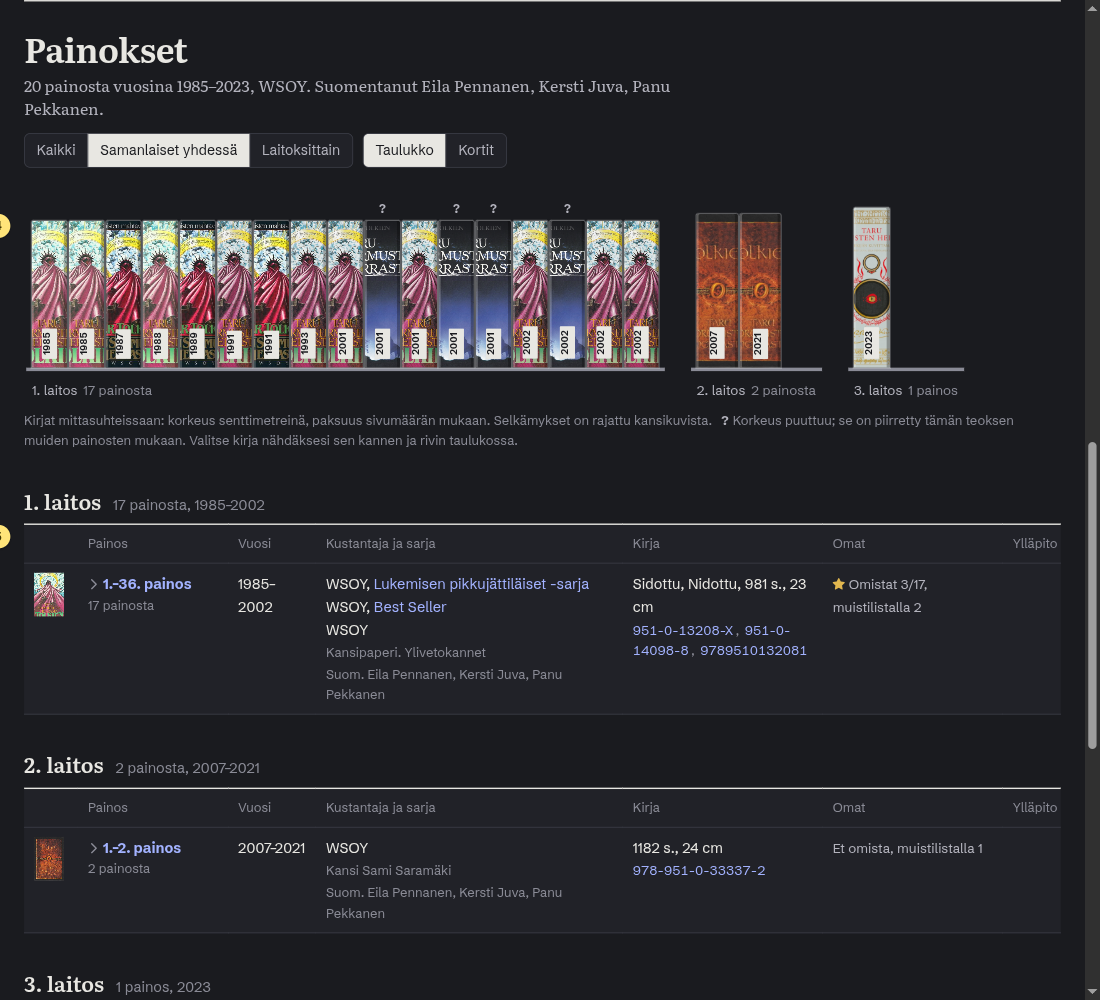 Painokset
20 painosta vuosina 1985–2023, WSOY. Suomentanut Eila Pennanen, Kersti Juva, Panu
Pekkanen.
Kaikki Samanlaiset yhdessä Laitoksittain Taulukko Kortit
? ? ? ?
1985 1985 1987 1988 1989 1991 1991 1993 2001 2001 2001 2001 2001 2002 2002 2002 2002 2007 2021 2023
1. laitos 17 painosta 2. laitos 2 painosta 3. laitos 1 painos
Kirjat mittasuhteissaan: korkeus senttimetreinä, paksuus sivumäärän mukaan. Selkämykset on rajattu kansikuvista. ? Korkeus puuttuu; se on piirretty tämän teoksen
muiden painosten mukaan. Valitse kirja nähdäksesi sen kannen ja rivin taulukossa.
1. laitos 17 painosta, 1985–2002
Painos Vuosi Kustantaja ja sarja Kirja Omat Ylläpito
1.–36. painos 1985– WSOY, Lukemisen pikkujättiläiset -sarja Sidottu, Nidottu, 981 s., 23 Omistat 3/17,
17 painosta 2002 WSOY, Best Seller cm muistilistalla 2
WSOY 951-0-13208-X, 951-0-
Kansipaperi. Ylivetokannet 14098-8, 9789510132081
Suom. Eila Pennanen, Kersti Juva, Panu
Pekkanen
2. laitos 2 painosta, 2007–2021
Painos Vuosi Kustantaja ja sarja Kirja Omat Ylläpito
1.–2. painos 2007–2021 WSOY 1182 s., 24 cm Et omista, muistilistalla 1
2 painosta Kansi Sami Saramäki 978-951-0-33337-2
Suom. Eila Pennanen, Kersti Juva, Panu
Pekkanen
3. laitos 1 painos, 2023